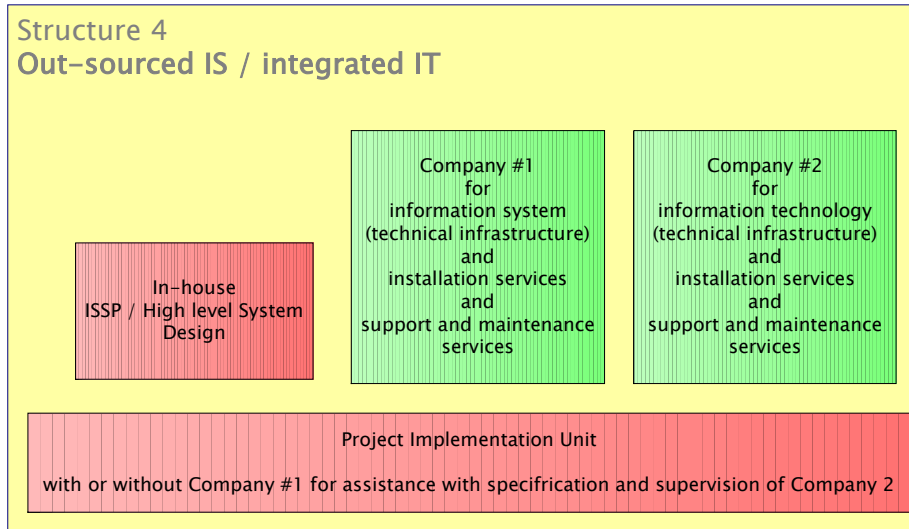 Structure 4
Out-sourced IS / integrated IT
Company #1
for
information system
(technical infrastructure)
and
installation services
and
support and maintenance
services
Company #2
for
information technology
(technical infrastructure)
and
installation services
and
support and maintenance
services
In-house
ISSP / High level System
Design
Project Implementation Unit
with or without Company #1 for assistance with specifrication and supervision of Company 2